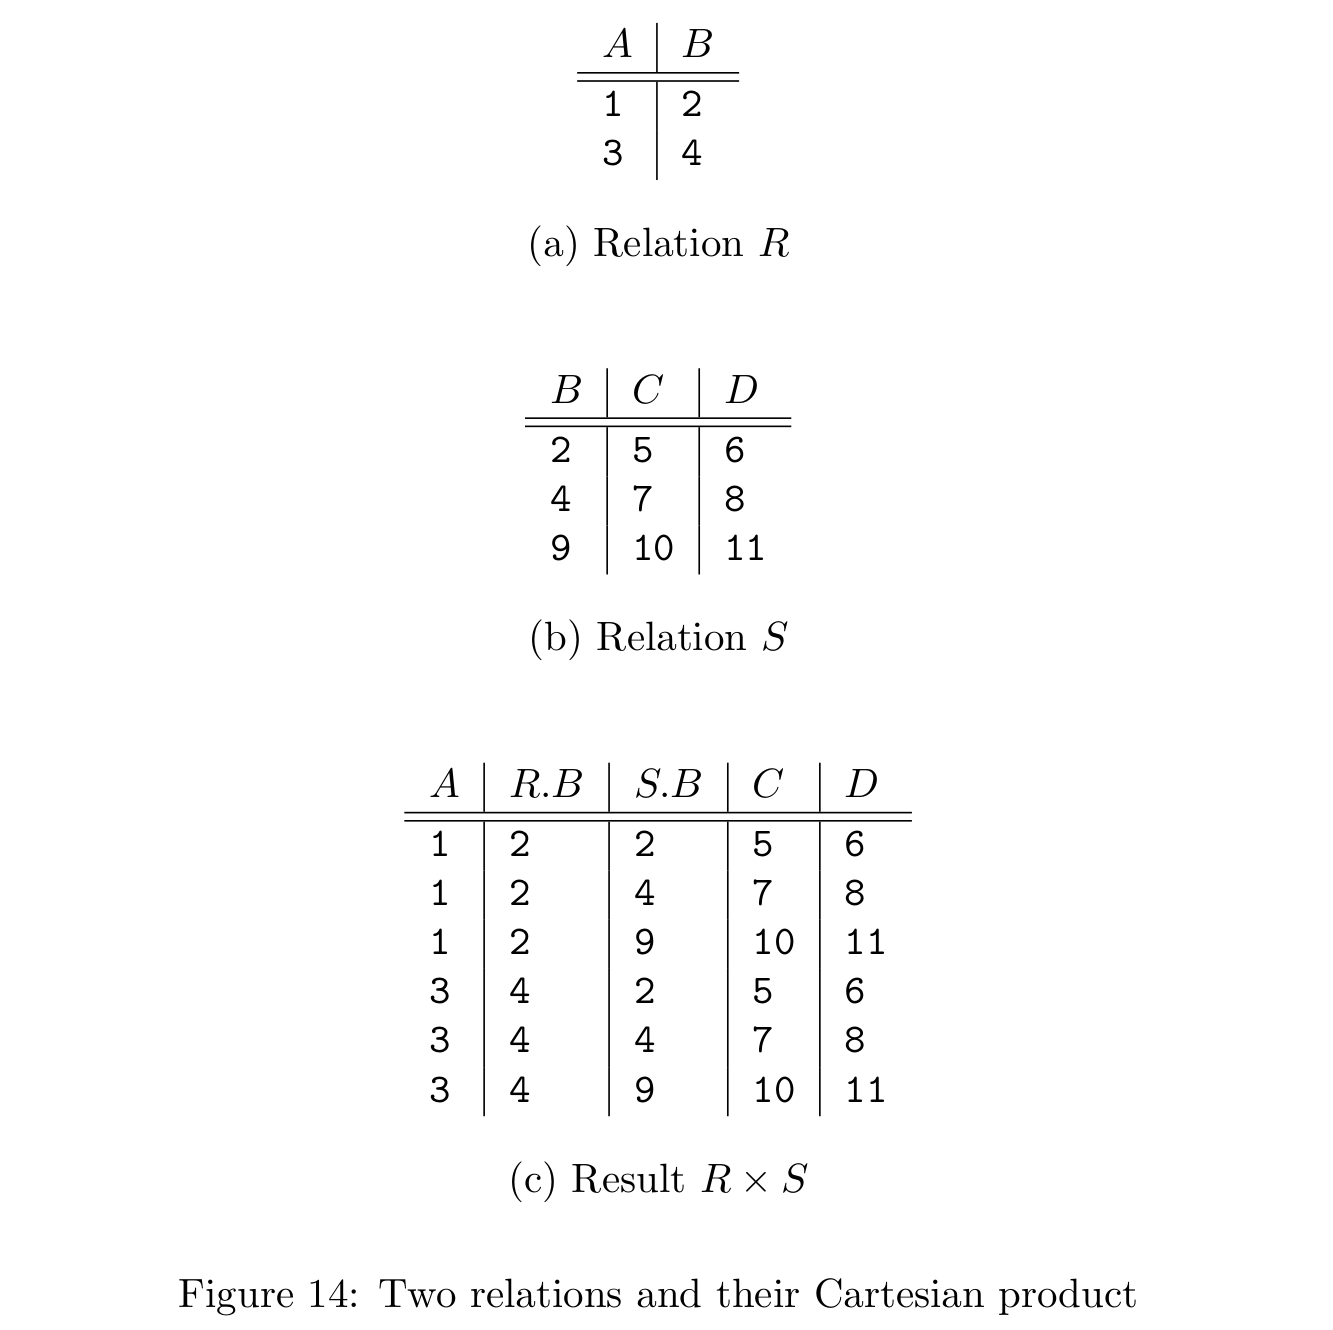 A B
1 2
3 4
(a) Relation R
B C D
2 5 6
4 7 8
9 10 11
(b) Relation S
A R.B S.B C D
1 2 2 5 6
1 2 4 7 8
1 2 9 10 11
3 4 2 5 6
3 4 4 7 8
3 4 9 10 11
(c) Result R × S
Figure 14: Two relations and their Cartesian product